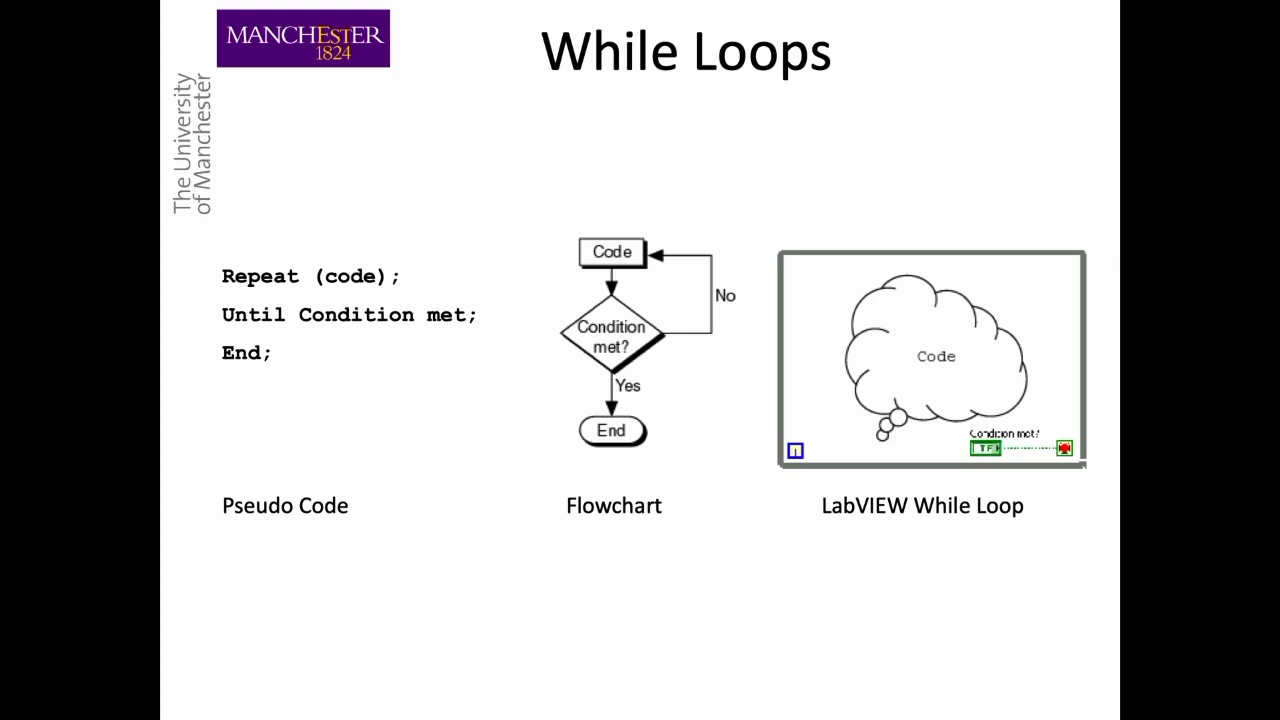 MANCHESTER
1824
The University
of Manchester
While Loops
Repeat (code);
Until Condition met;
End;
Code
No
Condition
met?
Yes
End
Code
Condition met?
TF
i
Pseudo Code
Flowchart
LabVIEW While Loop